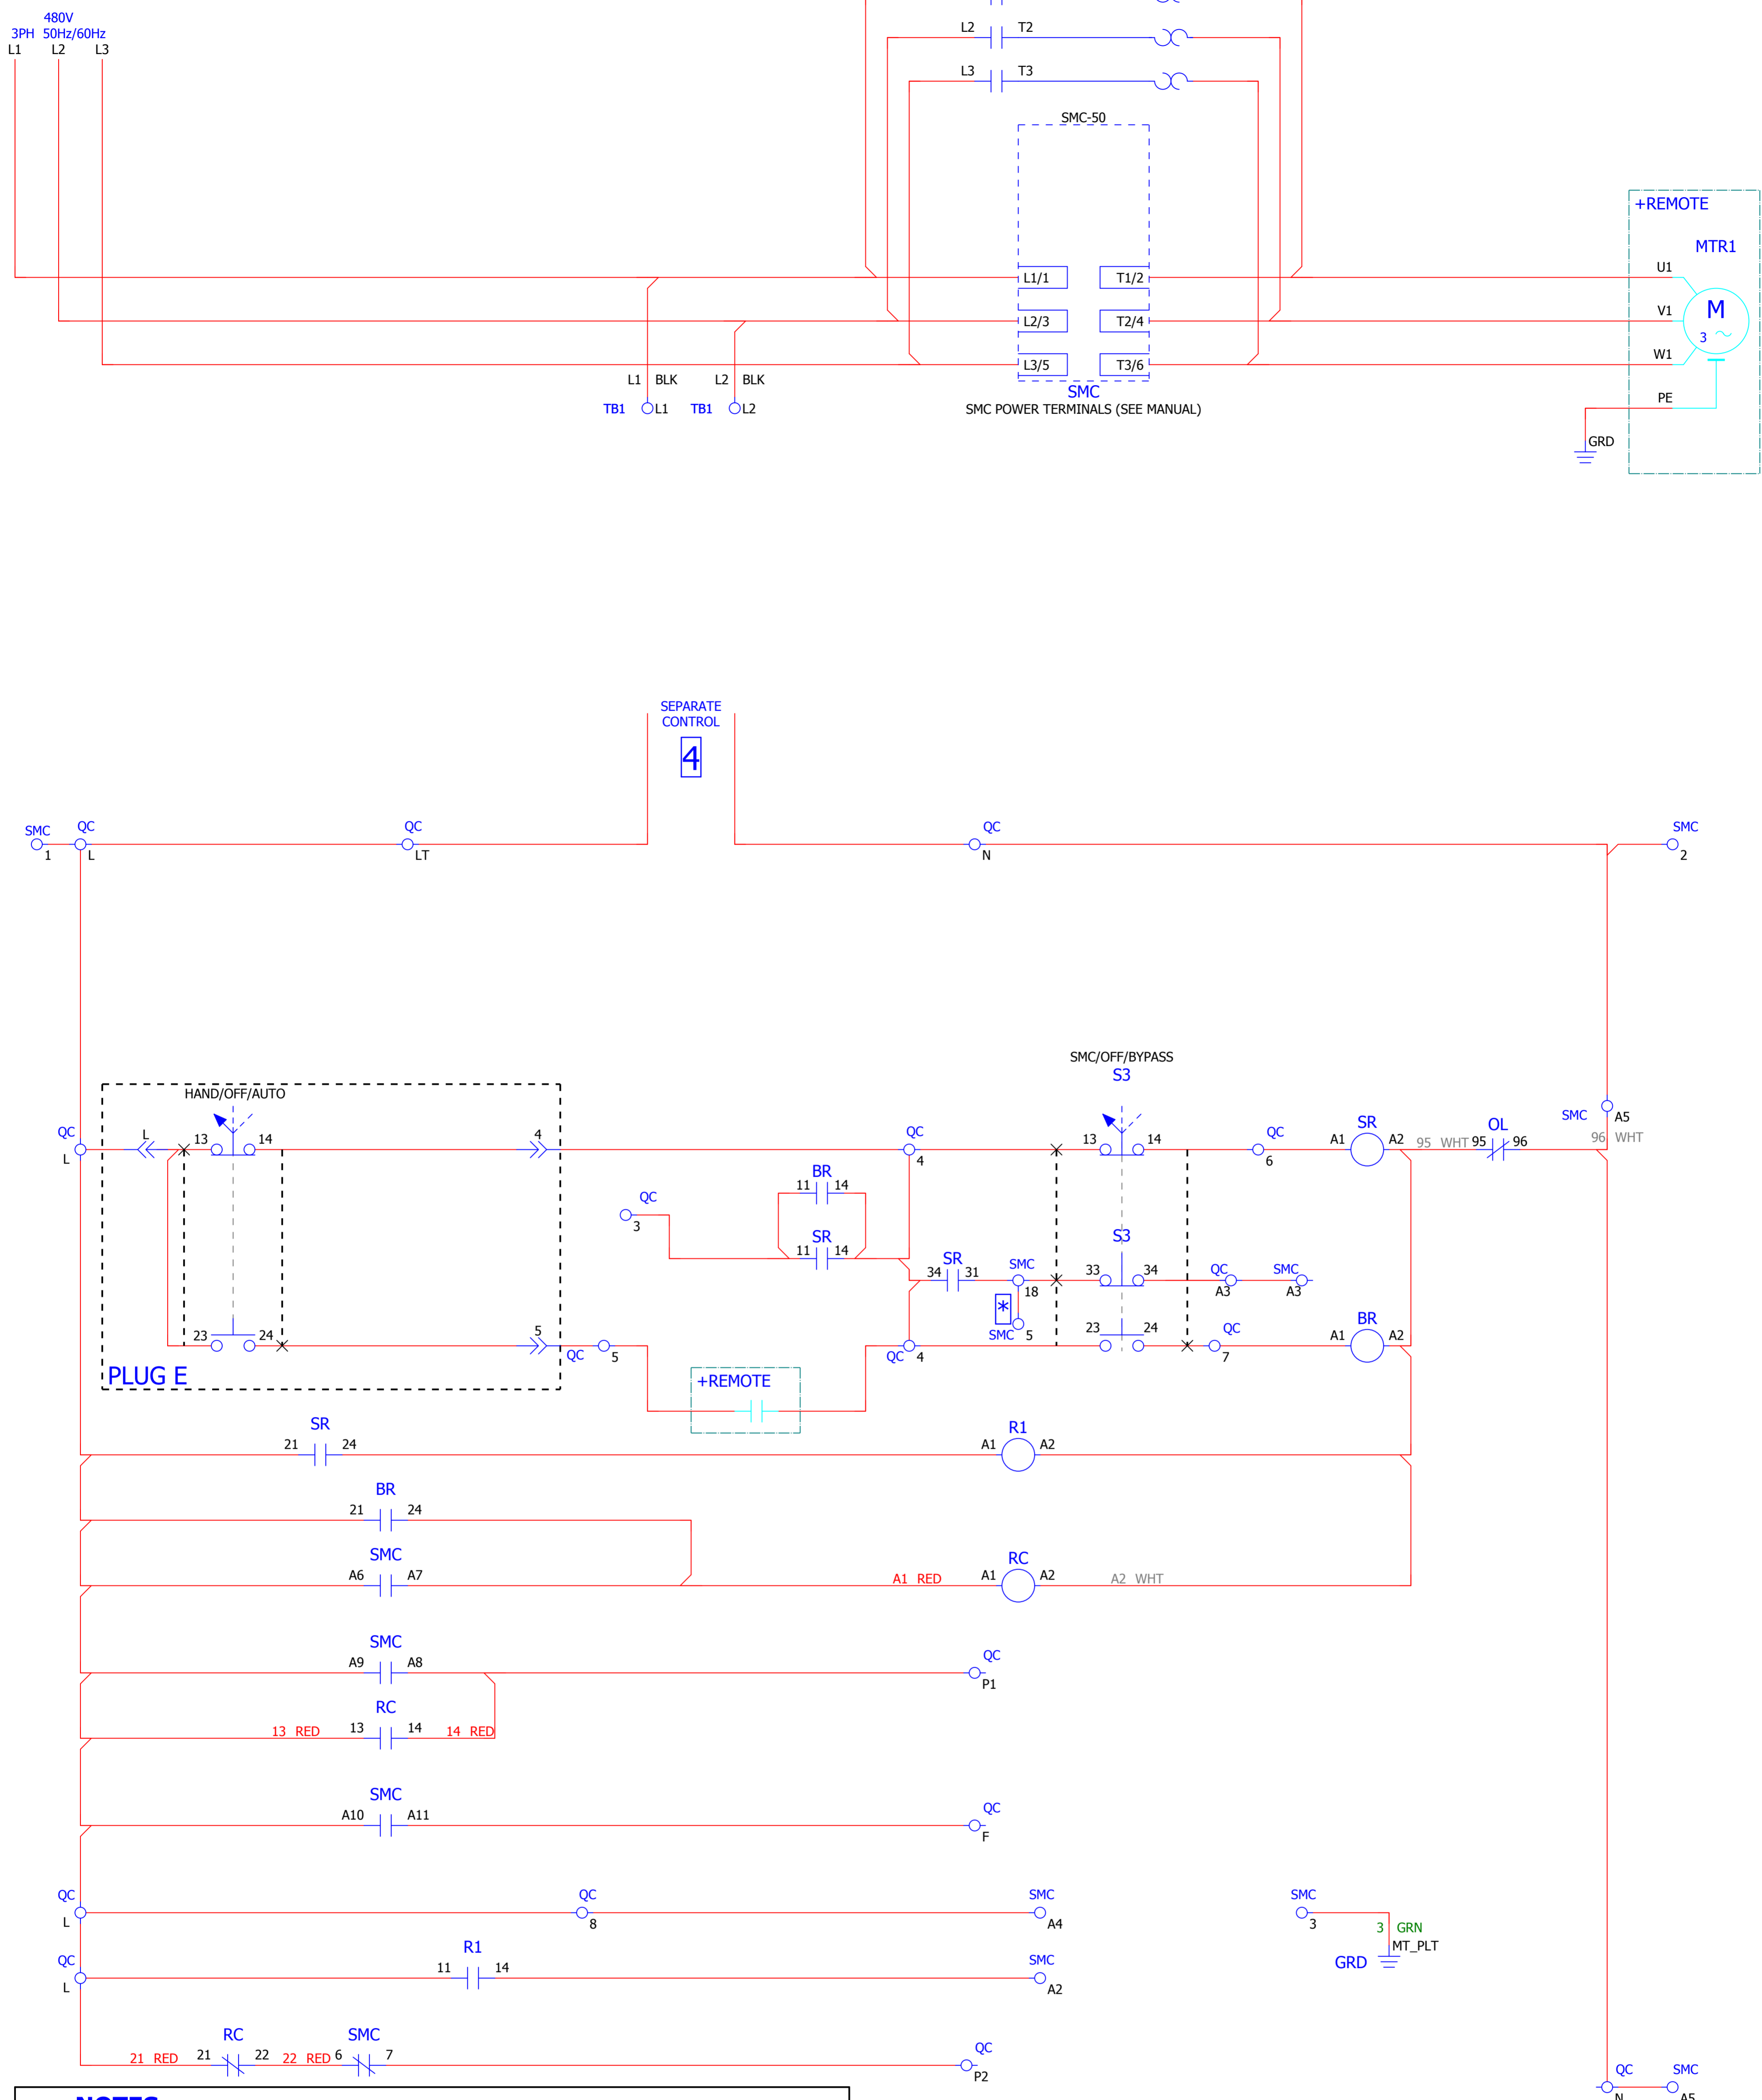 480V
3PH 50Hz/60Hz
L1 L2 L3
L2 T2
L3 T3
SMC-50
+REMOTE
MTR1
L1/1 T1/2 U1
L2/3 T2/4 V1 M
3
L3/5 T3/6 W1
L1 BLK L2 BLK
SMC
PE
TB1 L1 TB1 L2
SMC POWER TERMINALS (SEE MANUAL)
GRD
SEPARATE
CONTROL
4
SMC QC QC QC SMC
1 L LT N 2
SMC/OFF/BYPASS
S3
HAND/OFF/AUTO
SMC A5
QC L 13 14 4 QC 13 14 QC SR OL
L 4 6 A1 A2 95 WHT 95 96 96 WHT
BR
11 14
QC
3
SR
11 14
S3
SR SMC
34 31 18 33 34 QC SMC
A3 A3
*
SMC 5
BR
23 24 5 QC 5 QC 4 23 24 QC A1 A2
7
PLUG E
+REMOTE
SR R1
21 24 A1 A2
BR
21 24
SMC RC
A6 A7 A1 RED A1 A2 A2 WHT
SMC QC
A9 A8 P1
RC
13 RED 13 14 14 RED
SMC QC
A10 A11 F
QC QC SMC SMC
L 8 A4 3
3 GRN
MT_PLT
GRD
QC R1 SMC
L 11 14 A2
RC SMC QC
21 RED 21 22 22 RED 6 7 P2
QC SMC
N A5
NOTES